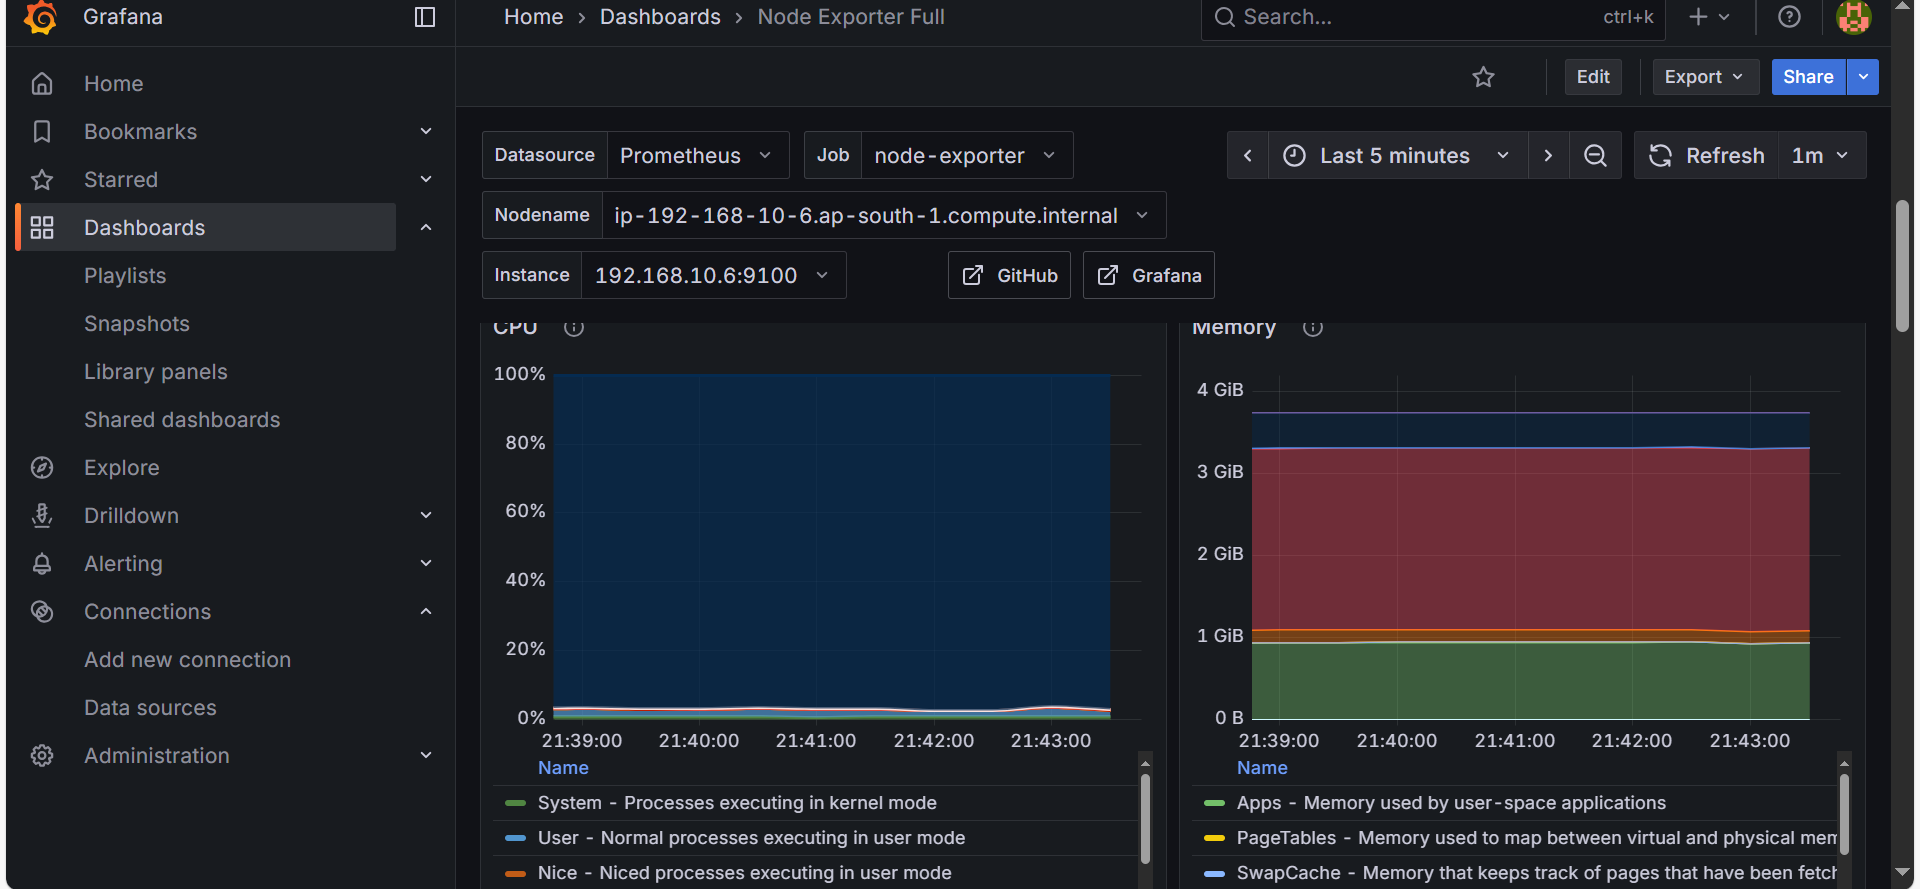 Grafana
Home › Dashboards › Node Exporter Full
Search... ctrl+k
Home
Bookmarks
Starred
Dashboards
Playlists
Snapshots
Library panels
Shared dashboards
Explore
Drilldown
Alerting
Connections
Add new connection
Data sources
Administration
Edit
Export
Share
Datasource Prometheus
Job node-exporter
Last 5 minutes
Refresh 1m
Nodename ip-192-168-10-6.ap-south-1.compute.internal
Instance 192.168.10.6:9100
GitHub
Grafana
CPU
100%
80%
60%
40%
20%
0%
21:39:00 21:40:00 21:41:00 21:42:00 21:43:00
Name
System - Processes executing in kernel mode
User - Normal processes executing in user mode
Nice - Niced processes executing in user mode
Memory
4 GiB
3 GiB
2 GiB
1 GiB
0 B
21:39:00 21:40:00 21:41:00 21:42:00 21:43:00
Name
Apps - Memory used by user-space applications
PageTables - Memory used to map between virtual and physical mem
SwapCache - Memory that keeps track of pages that have been fetch